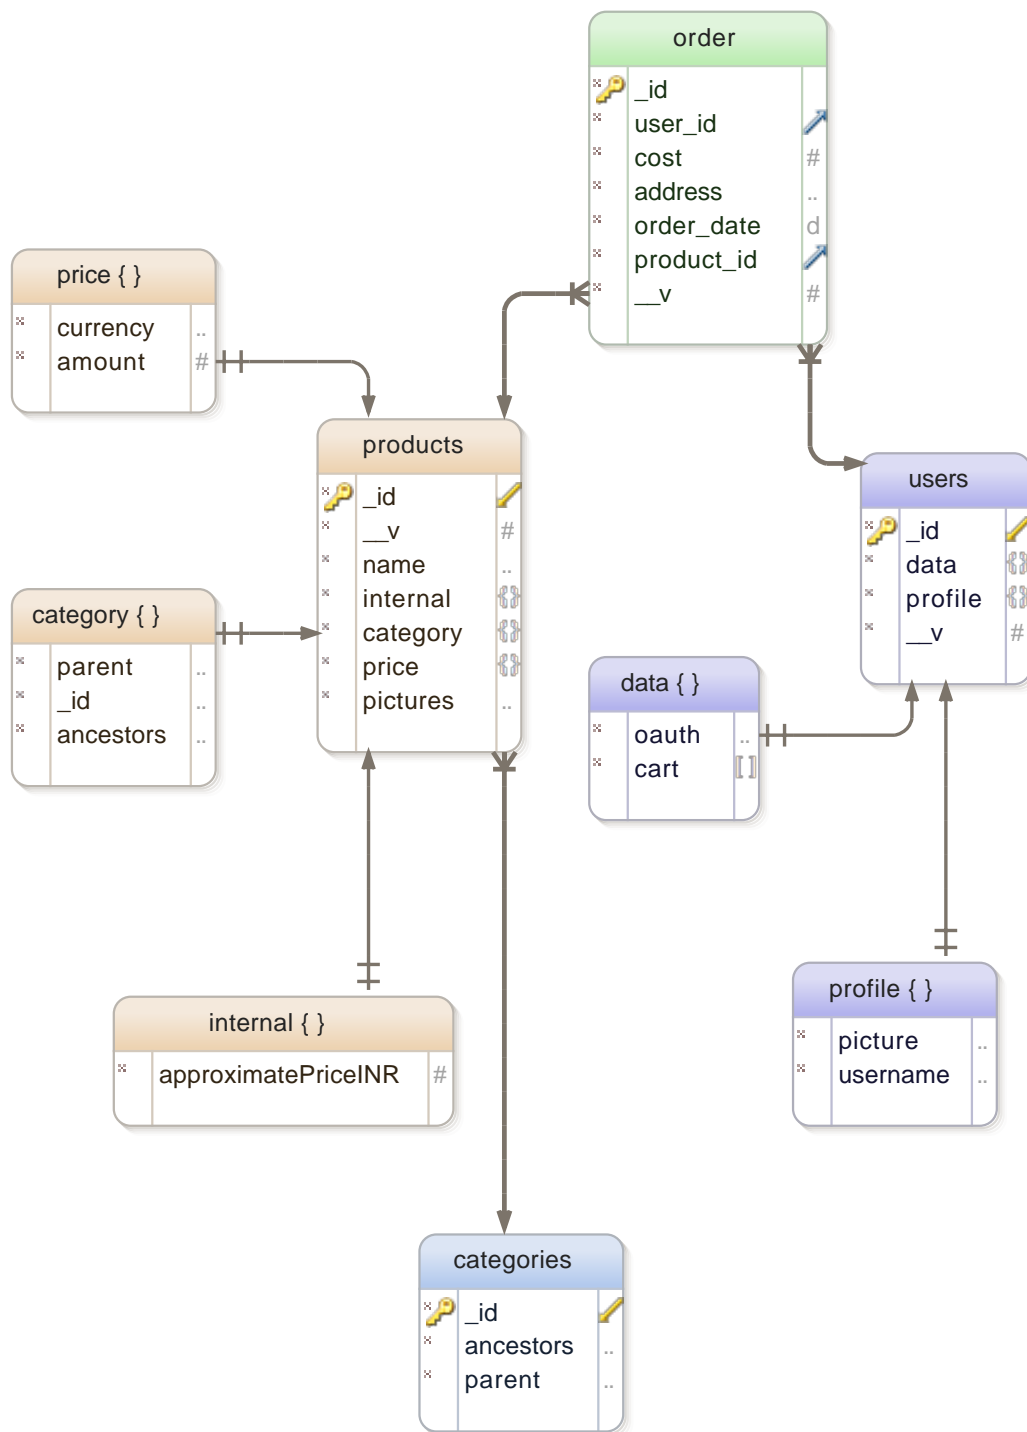 order
_id
user_id
cost #
address ..
order_date d
product_id
__v #
price { }
currency ..
amount #
products
_id
__v #
name ..
internal {}
category {}
price {}
pictures ..
users
_id
data {}
profile {}
__v #
category { }
parent ..
_id ..
ancestors ..
data { }
oauth ..
cart [ ]
internal { }
approximatePriceINR #
profile { }
picture ..
username ..
categories
_id
ancestors ..
parent ..